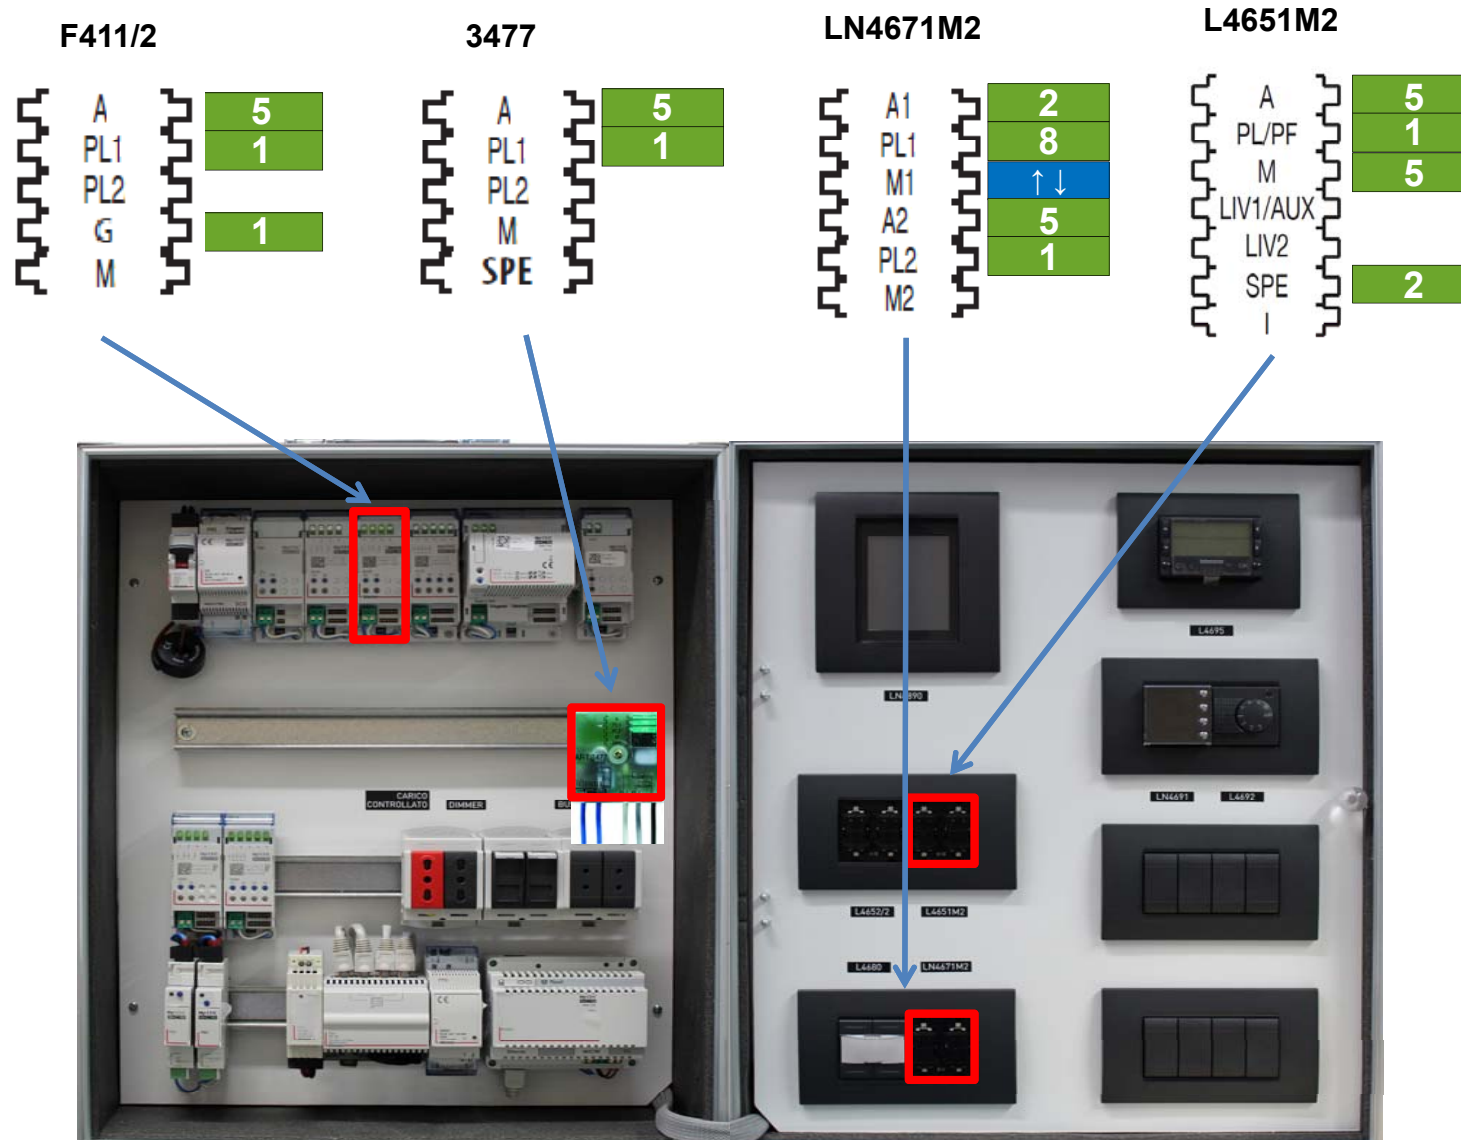 F411/2
A 5
PL1 1
PL2
G 1
M
3477
A 5
PL1 1
PL2
M
SPE
LN4671M2
A1 2
PL1 8
M1 ↑↓
A2 5
PL2 1
M2
L4651M2
A 5
PL/PF 1
M 5
LIV1/AUX
LIV2
SPE 2
I
CARICO
CONTROLLATO
DIMMER
L4695
LN4691
L4692
L4652/2
L4651M2
L4680
LN4671M2